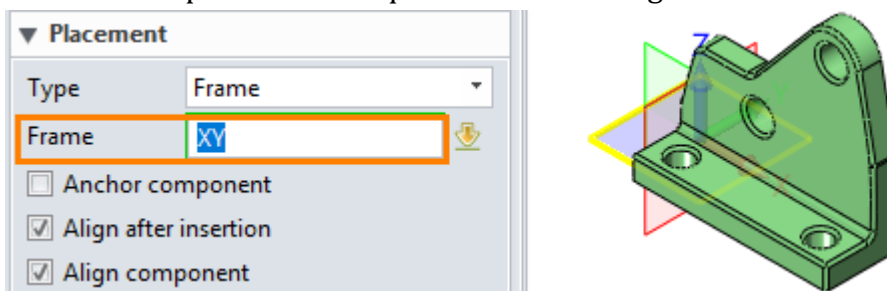 Placement
Type Frame
Frame XY
Anchor component
Align after insertion
Align component
Z
Y
X